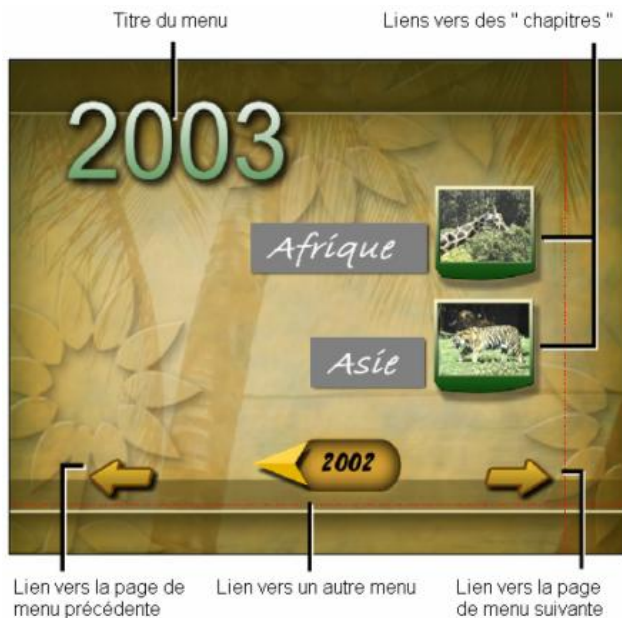 Titre du menu
Liens vers des " chapitres "
2003
Afrique
Asie
2002
Lien vers la page de
menu précédente
Lien vers un autre menu
Lien vers la page
de menu suivante